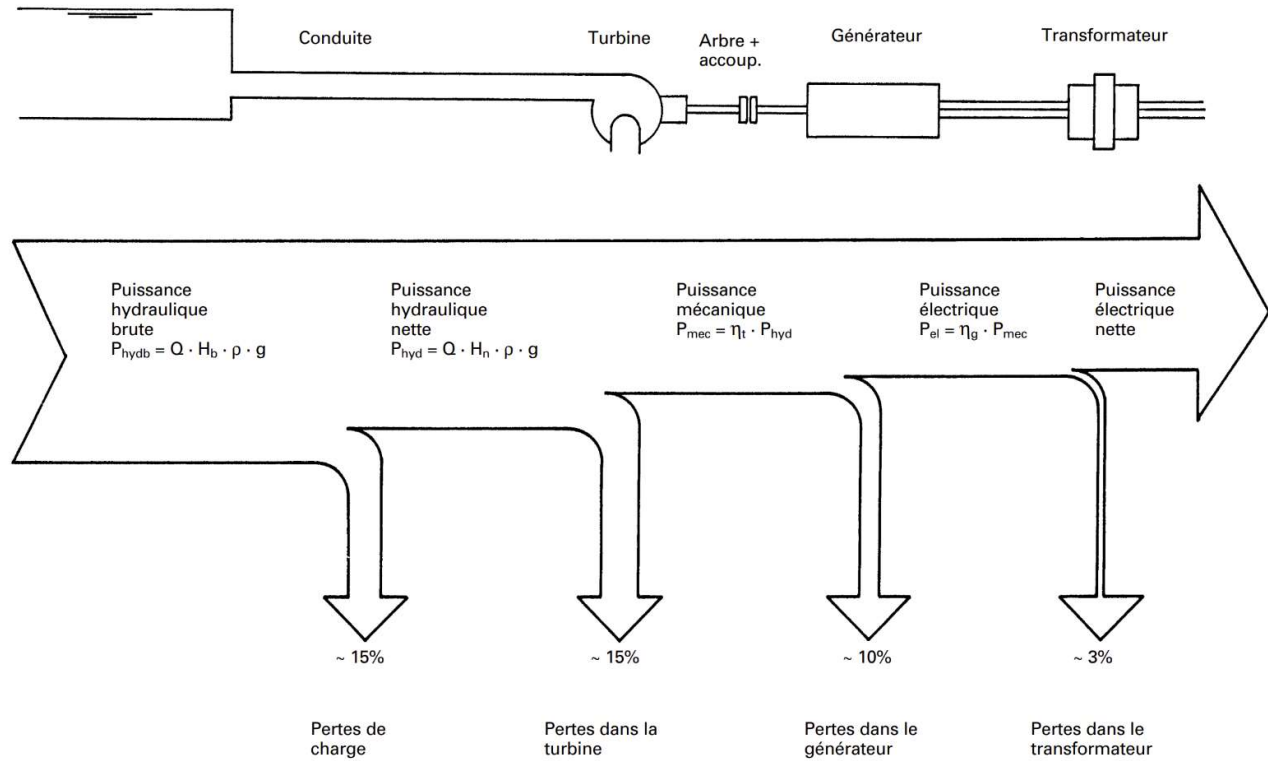 Conduite
Turbine
Arbre +
accoup.
Générateur
Transformateur
Puissance
hydraulique
brute
P_hydb = Q · H_b · ρ · g
Puissance
hydraulique
nette
P_hyd = Q · H_n · ρ · g
Puissance
mécanique
P_mec = η_t · P_hyd
Puissance
électrique
P_el = η_g · P_mec
Puissance
électrique
nette
~ 15%
~ 15%
~ 10%
~ 3%
Pertes de
charge
Pertes dans la
turbine
Pertes dans le
générateur
Pertes dans le
transformateur